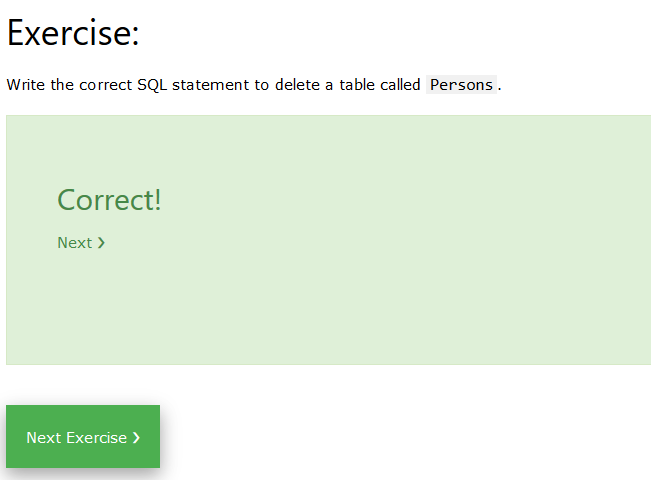 Exercise:
Write the correct SQL statement to delete a table called Persons.
Correct!
Next ❯
Next Exercise ❯